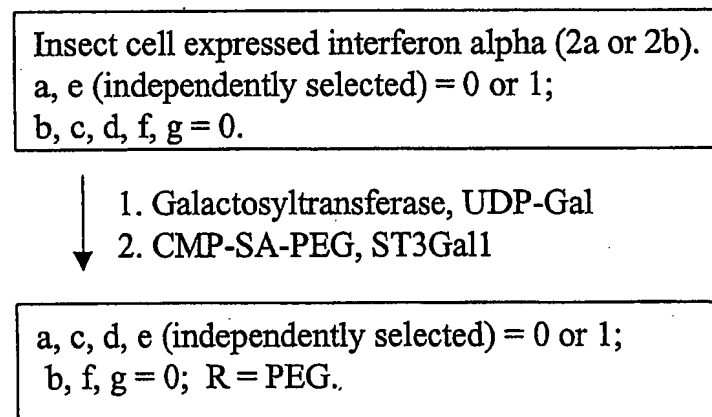 Insect cell expressed interferon alpha (2a or 2b).
a, e (independently selected) = 0 or 1;
b, c, d, f, g = 0.
1. Galactosyltransferase, UDP-Gal
2. CMP-SA-PEG, ST3Gal1
a, c, d, e (independently selected) = 0 or 1;
b, f, g = 0; R = PEG.